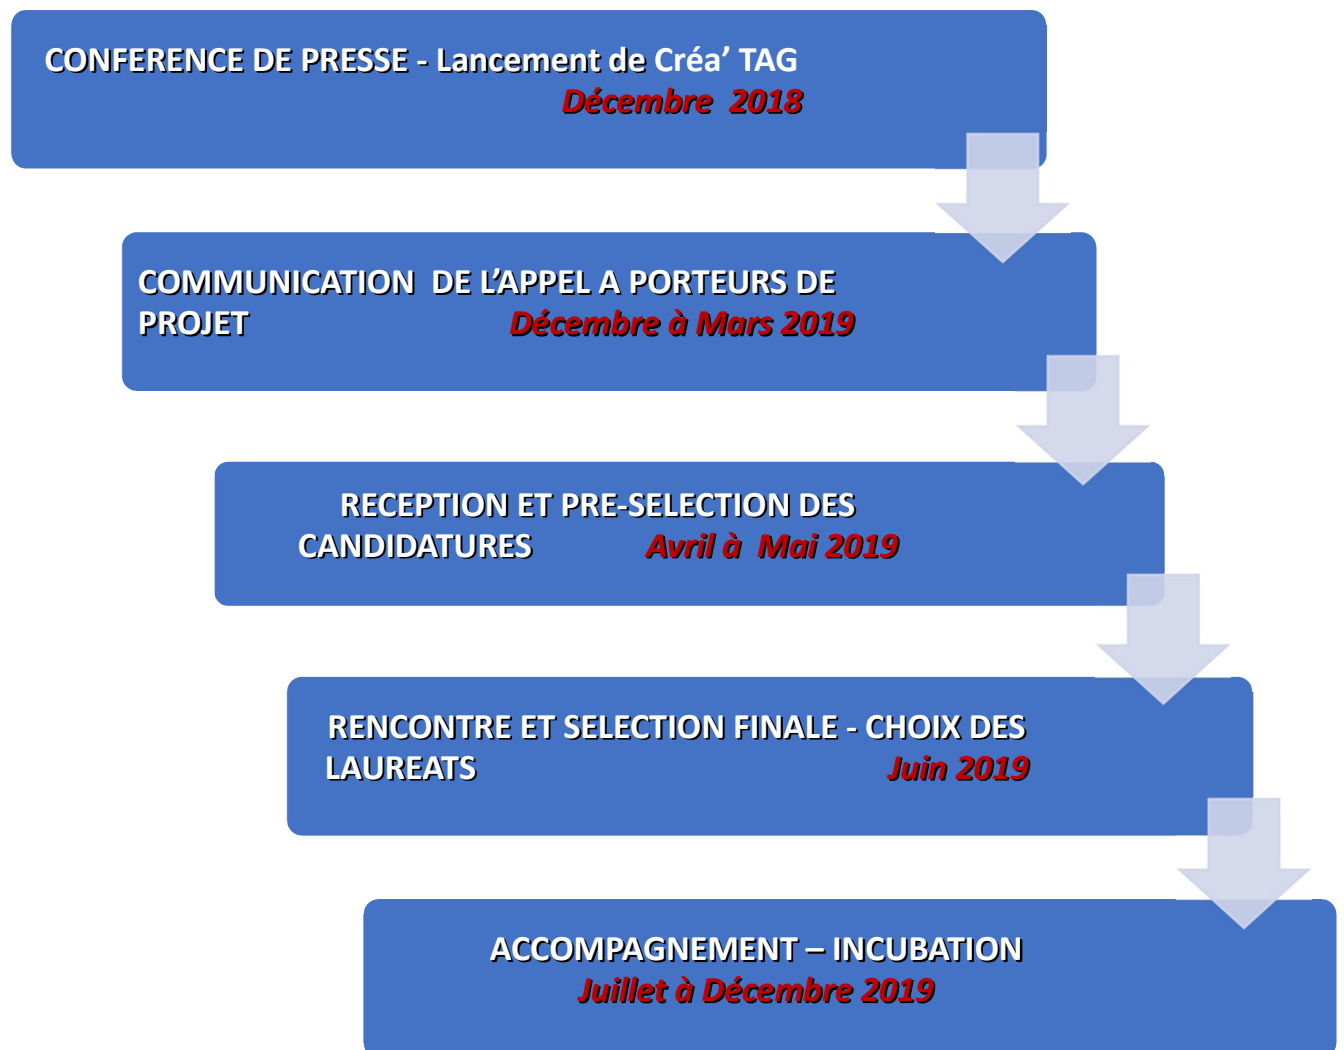 CONFERENCE DE PRESSE - Lancement de Créa’ TAG
Décembre 2018
COMMUNICATION DE L’APPEL A PORTEURS DE
PROJET Décembre à Mars 2019
RECEPTION ET PRE-SELECTION DES
CANDIDATURES Avril à Mai 2019
RENCONTRE ET SELECTION FINALE - CHOIX DES
LAUREATS Juin 2019
ACCOMPAGNEMENT – INCUBATION
Juillet à Décembre 2019